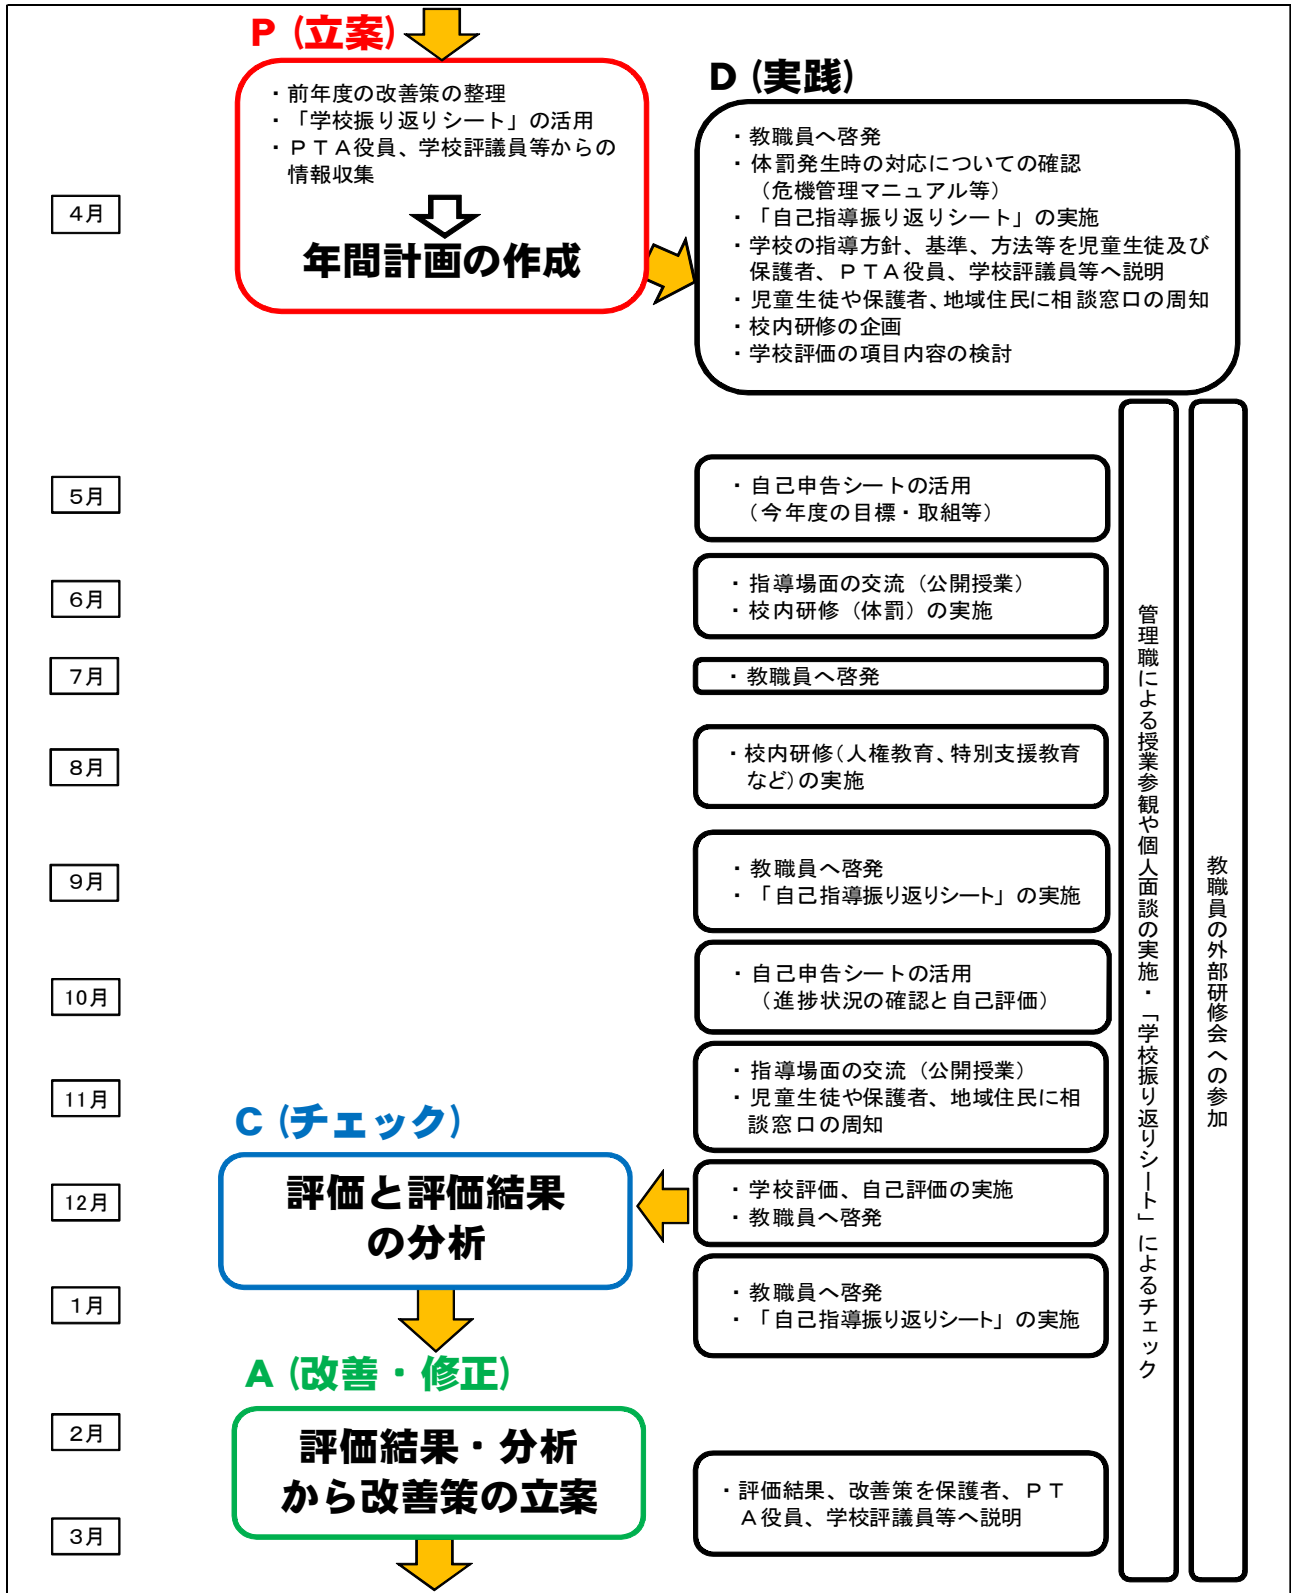 P (立案)
・前年度の改善策の整理
・「学校振り返りシート」の活用
・ＰＴＡ役員、学校評議員等からの
情報収集
年間計画の作成
D (実践)
・教職員へ啓発
・体罰発生時の対応についての確認
（危機管理マニュアル等）
・「自己指導振り返りシート」の実施
・学校の指導方針、基準、方法等を児童生徒及び
保護者、ＰＴＡ役員、学校評議員等へ説明
・児童生徒や保護者、地域住民に相談窓口の周知
・校内研修の企画
・学校評価の項目内容の検討
4月
5月
・自己申告シートの活用
（今年度の目標・取組等）
6月
・指導場面の交流（公開授業）
・校内研修（体罰）の実施
7月
・教職員へ啓発
8月
・校内研修（人権教育、特別支援教育
など）の実施
9月
・教職員へ啓発
・「自己指導振り返りシート」の実施
10月
・自己申告シートの活用
（進捗状況の確認と自己評価）
11月
・指導場面の交流（公開授業）
・児童生徒や保護者、地域住民に相
談窓口の周知
C (チェック)
評価と評価結果
の分析
12月
・学校評価、自己評価の実施
・教職員へ啓発
1月
・教職員へ啓発
・「自己指導振り返りシート」の実施
A (改善・修正)
評価結果・分析
から改善策の立案
2月
3月
・評価結果、改善策を保護者、ＰＴ
Ａ役員、学校評議員等へ説明
管理職による授業参観や個人面談の実施・「学校振り返りシート」によるチェック
教職員の外部研修会への参加